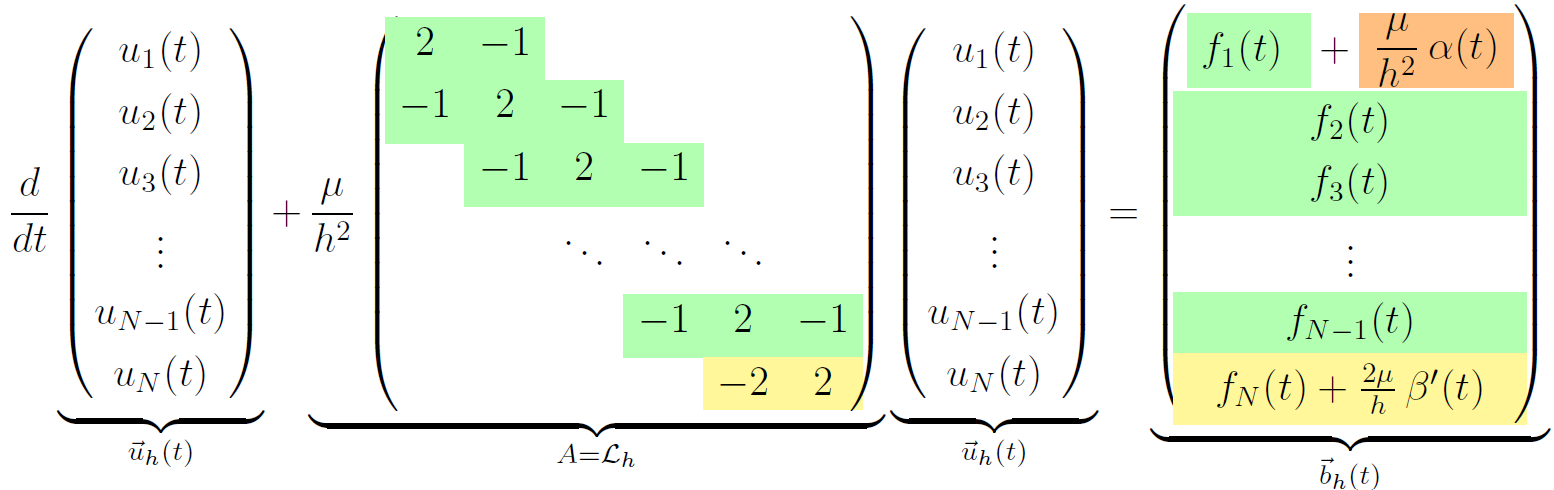 $$\frac{d}{dt} \underbrace{\begin{pmatrix} u_1(t) \\ u_2(t) \\ u_3(t) \\ \vdots \\ u_{N-1}(t) \\ u_N(t) \end{pmatrix}}_{\vec{u}_h(t)} + \frac{\mu}{h^2} \underbrace{\begin{pmatrix} 2 & -1 & & & & \\ -1 & 2 & -1 & & & \\ & -1 & 2 & -1 & & \\ & & \ddots & \ddots & \ddots & \\ & & & -1 & 2 & -1 \\ & & & & -2 & 2 \end{pmatrix}}_{A=\mathcal{L}_h} \underbrace{\begin{pmatrix} u_1(t) \\ u_2(t) \\ u_3(t) \\ \vdots \\ u_{N-1}(t) \\ u_N(t) \end{pmatrix}}_{\vec{u}_h(t)} = \underbrace{\begin{pmatrix} f_1(t) + \frac{\mu}{h^2}\,\alpha(t) \\ f_2(t) \\ f_3(t) \\ \vdots \\ f_{N-1}(t) \\ f_N(t) + \frac{2\mu}{h}\,\beta'(t) \end{pmatrix}}_{\vec{b}_h(t)}$$